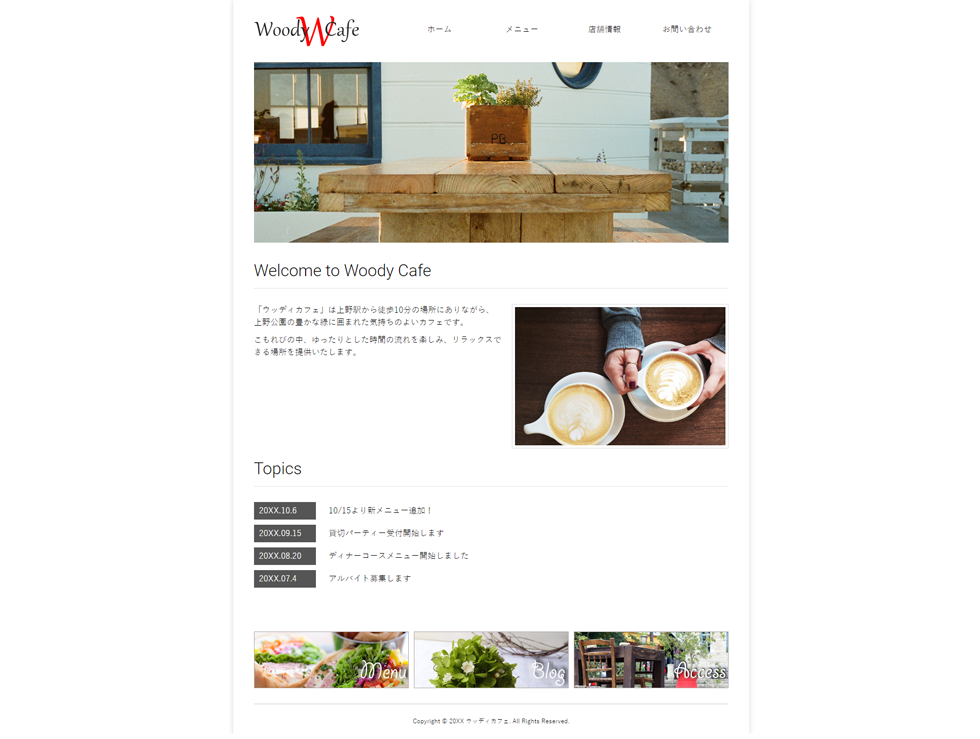 Woody W Cafe
ホーム メニュー 店舗情報 お問い合わせ
PB
Welcome to Woody Cafe
「ウッディカフェ」は上野駅から徒歩10分の場所にありながら、
上野公園の豊かな緑に囲まれた気持ちのよいカフェです。
こもれびの中、ゆったりとした時間の流れを楽しみ、リラックスで
きる場所を提供いたします。
Topics
20XX.10.6 10/15より新メニュー追加！
20XX.09.15 貸切パーティー受付開始します
20XX.08.20 ディナーコースメニュー開始しました
20XX.07.4 アルバイト募集します
Menu Blog Access
Copyright © 20XX ウッディカフェ. All Rights Reserved.